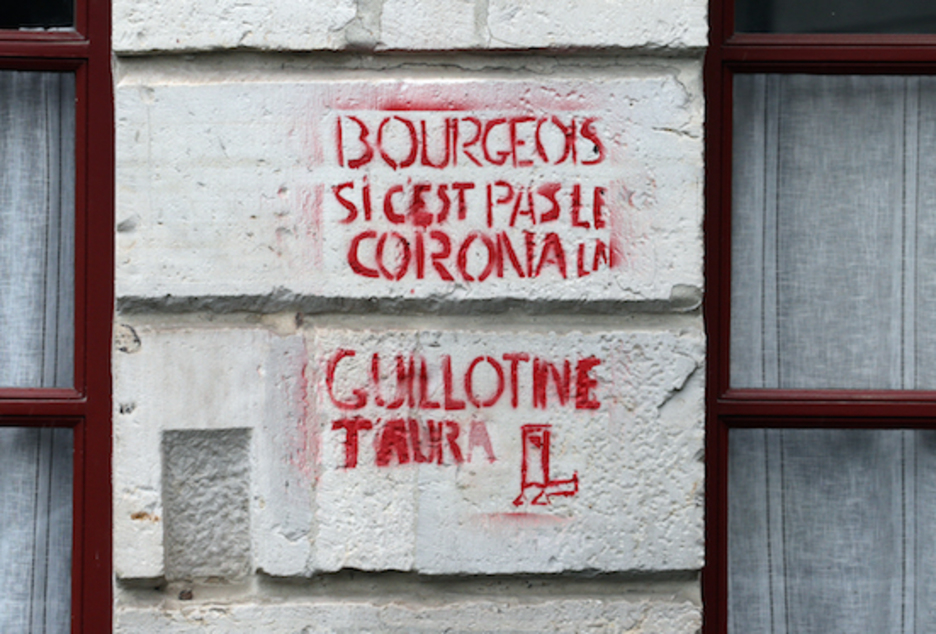 BOURGEOIS
SI C'EST PAS LE
CORONA LA
GUILLOTINE
T'AURA